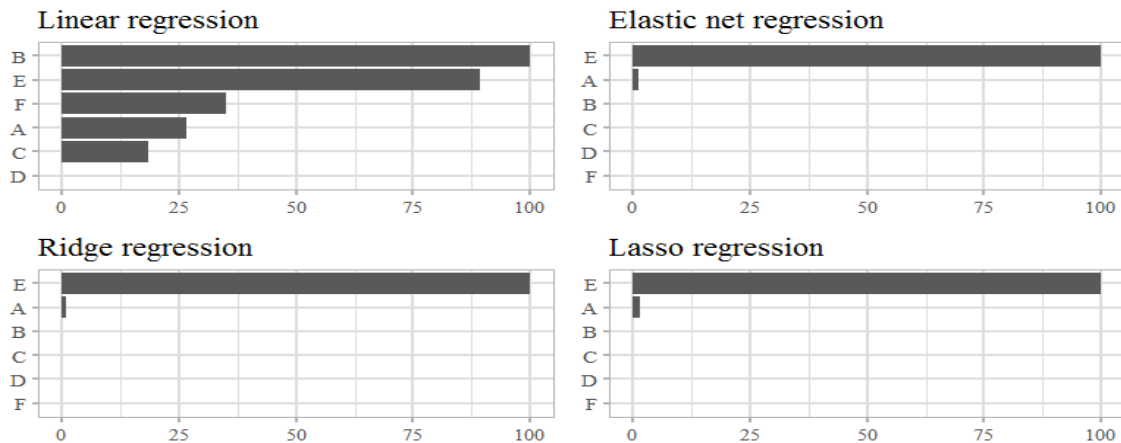 Linear regression
B
E
F
A
C
D
0 25 50 75 100
Elastic net regression
E
A
B
C
D
F
0 25 50 75 100
Ridge regression
E
A
B
C
D
F
0 25 50 75 100
Lasso regression
E
A
B
C
D
F
0 25 50 75 100